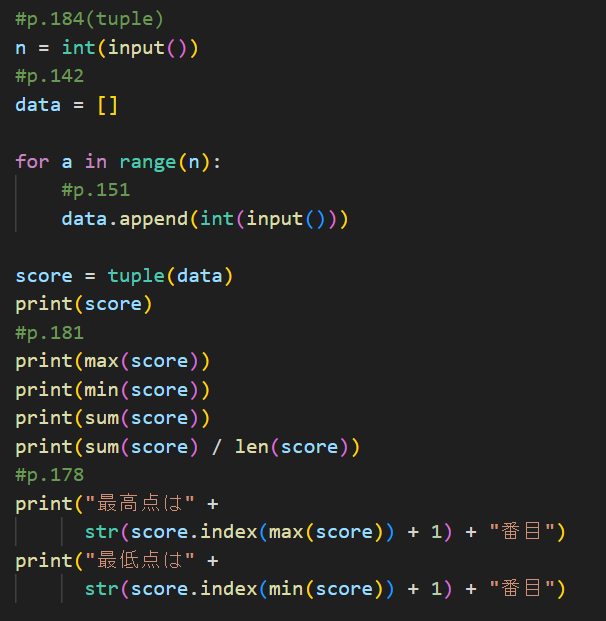 #p.184(tuple)
n = int(input())
#p.142
data = []
for a in range(n):
    #p.151
    data.append(int(input()))
score = tuple(data)
print(score)
#p.181
print(max(score))
print(min(score))
print(sum(score))
print(sum(score) / len(score))
#p.178
print("最高点は" +
      str(score.index(max(score)) + 1) + "番目")
print("最低点は" +
      str(score.index(min(score)) + 1) + "番目")